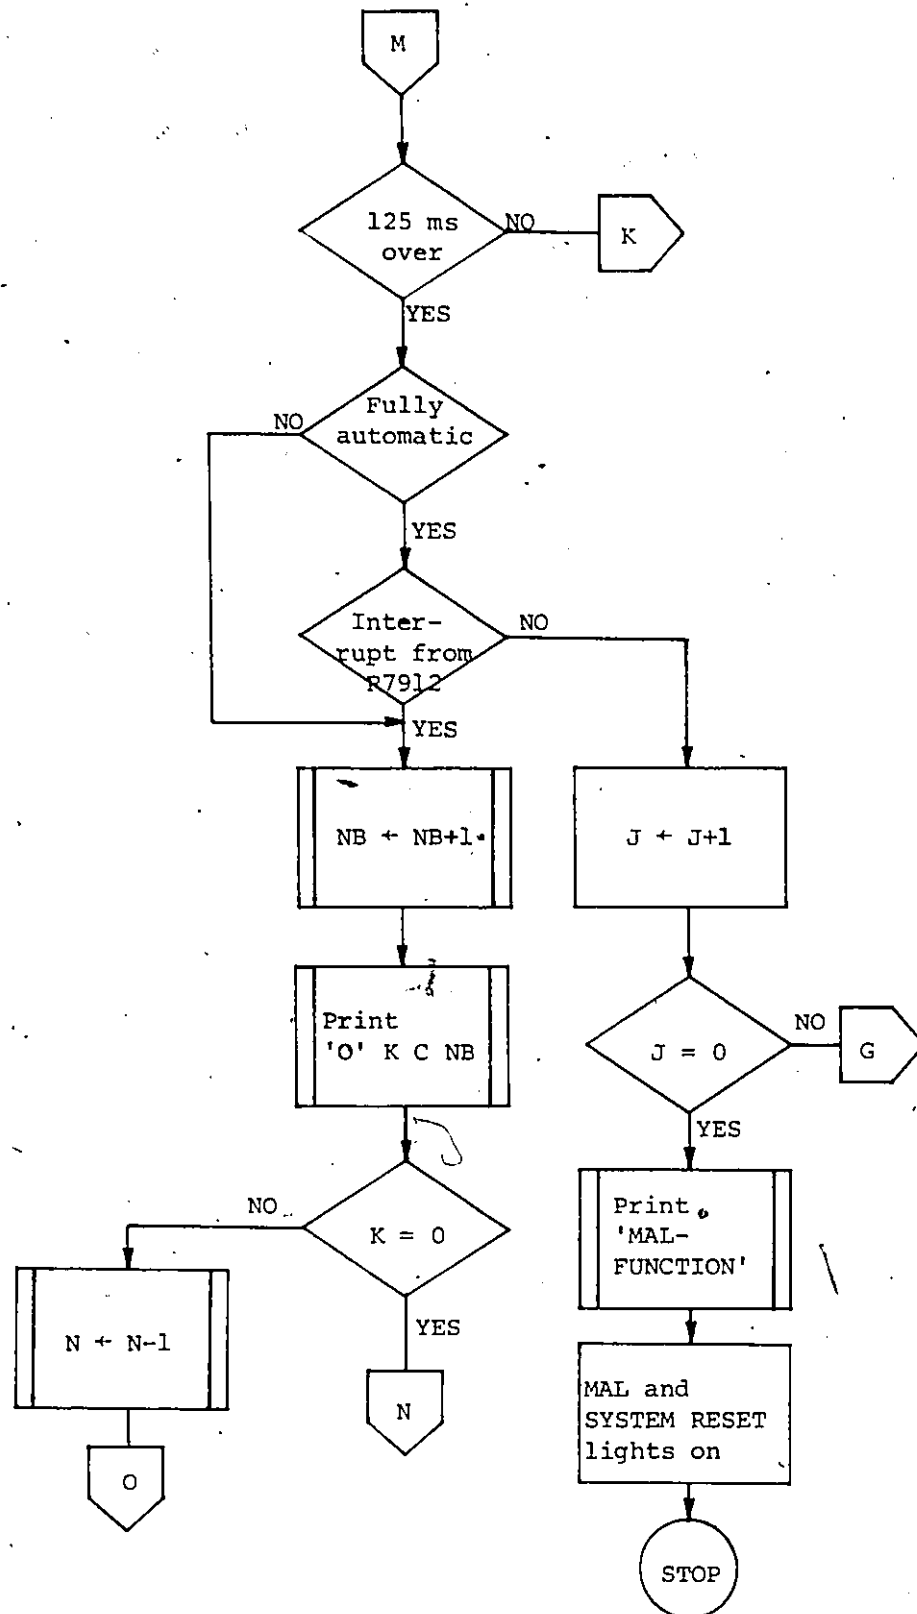 M
125 ms
over
NO
K
YES
Fully
automatic
NO
YES
Inter-
rupt from
R7912
NO
YES
NB ← NB+1
J ← J+1
Print
'O' K C NB
J = 0
NO
G
YES
K = 0
NO
YES
Print
'MAL-
FUNCTION'
N ← N-1
N
MAL and
SYSTEM RESET
lights on
O
STOP